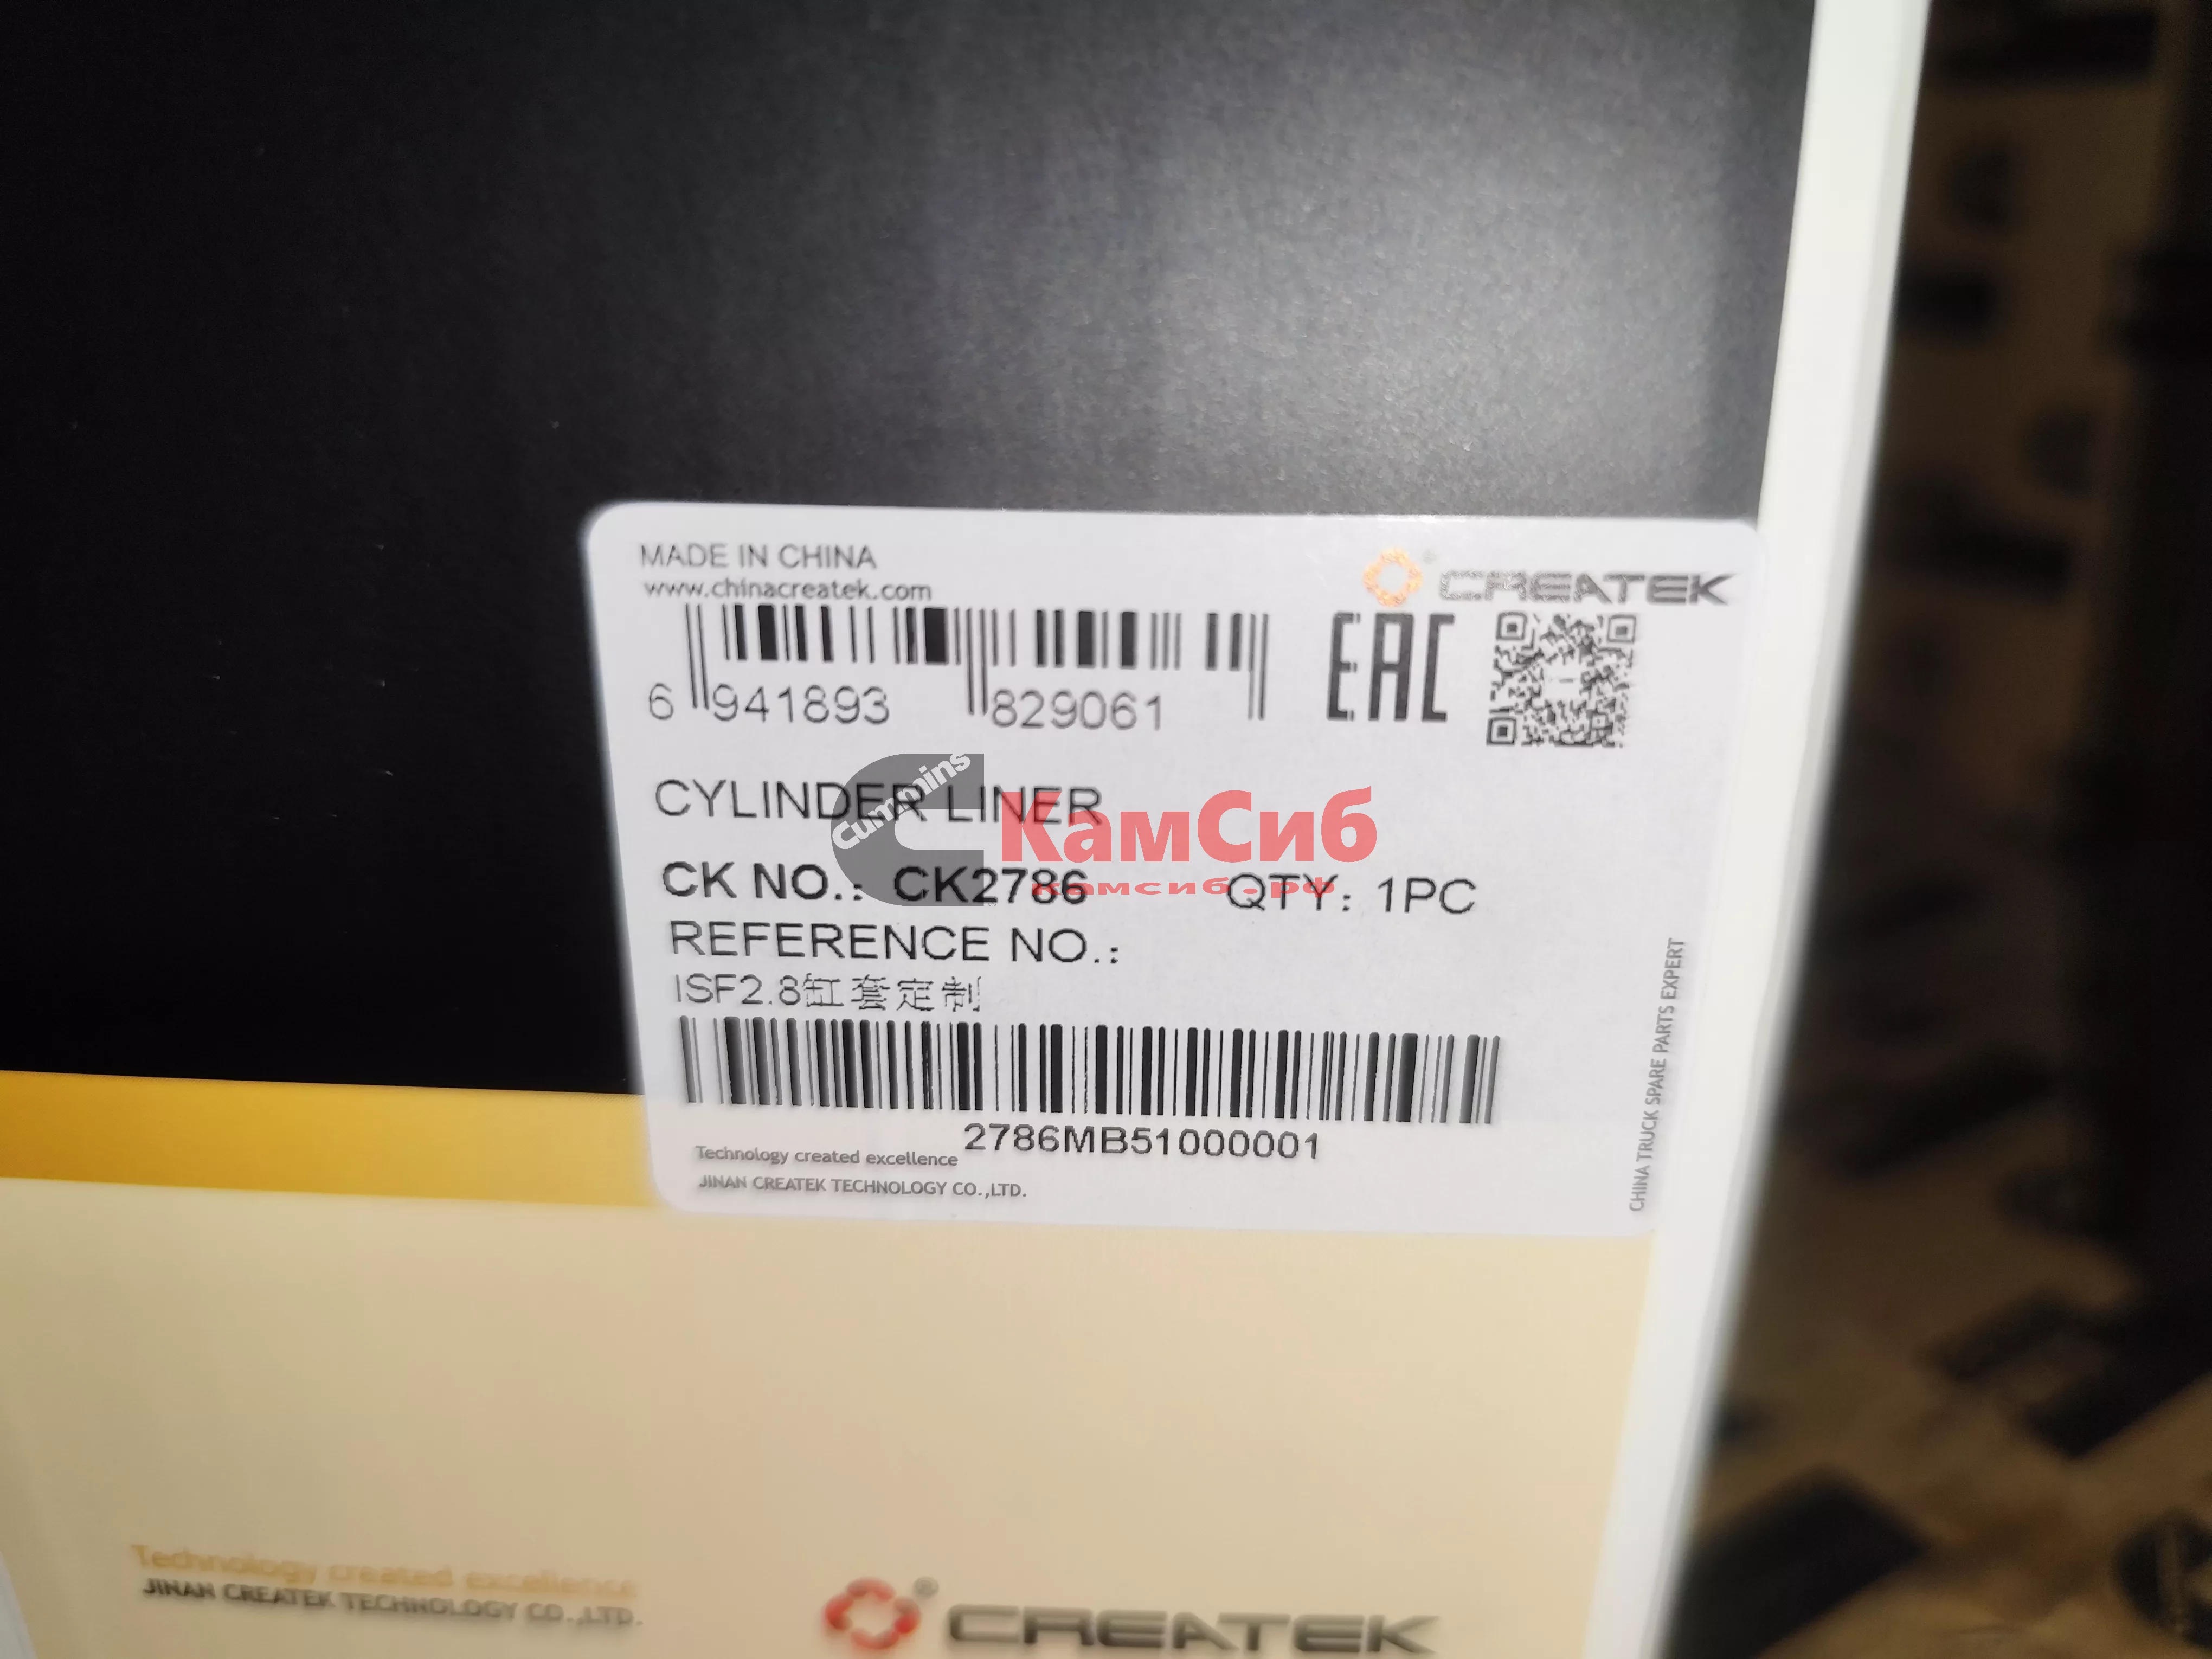 MADE IN CHINA
www.chinacreatek.com
CREATEK
6 941893 829061
EAC
Cummins
CYLINDER LINER
КамСиб
камсиб.рф
CK NO.: CK2786 QTY: 1PC
REFERENCE NO.:
ISF2.8缸套定制
2786MB51000001
Technology created excellence
JINAN CREATEK TECHNOLOGY CO.,LTD.
CHINA TRUCK SPARE PARTS EXPERT
Technology created excellence
JINAN CREATEK TECHNOLOGY CO.,LTD.
CREATEK